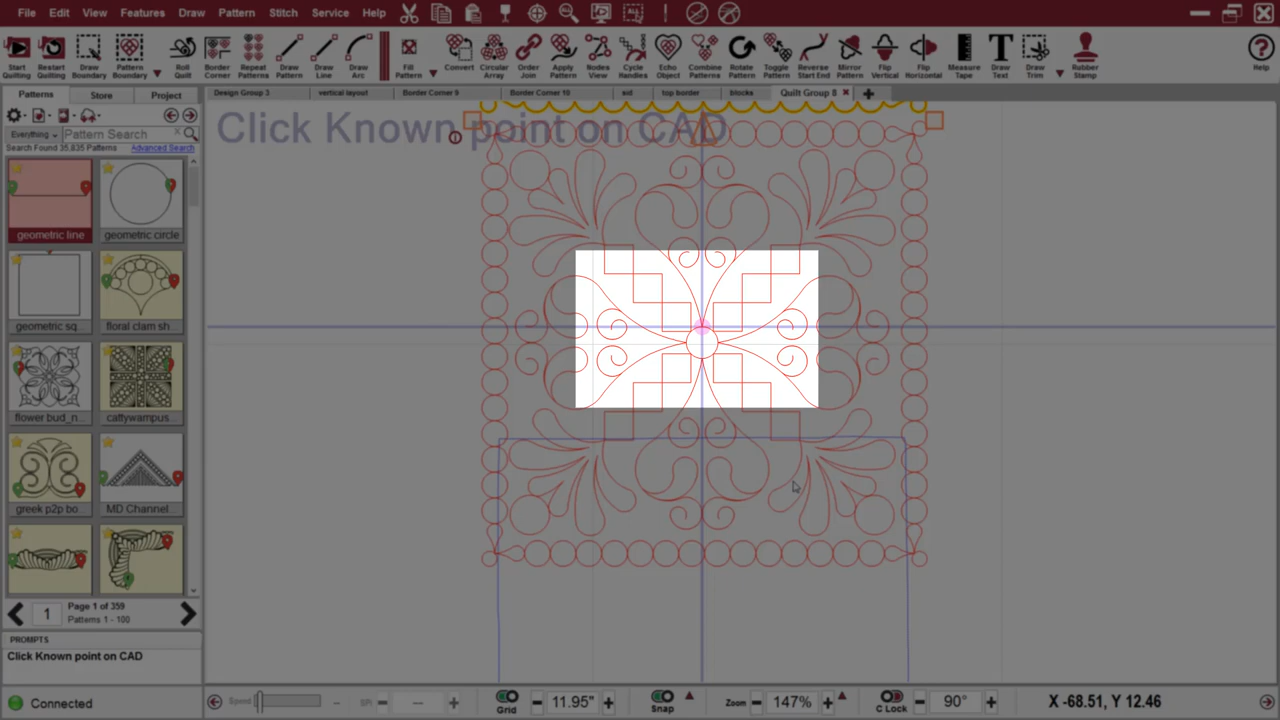 File Edit View Features Draw Pattern Stitch Service Help
Start Quilting Restart Quilting Draw Boundary Pattern Boundary Roll Quilt Border Corner Repeat Patterns Draw Pattern Draw Line Draw Arc Fill Pattern Convert Circular Array Order Join Apply Pattern Nodes View Cycle Handles Echo Object Combine Patterns Rotate Pattern Toggle Pattern Reverse Start End Mirror Pattern Flip Vertical Flip Horizontal Measure Tape Draw Text Draw Trim Rubber Stamp Help
Patterns Store Project
Design Group 3 vertical layout Border Corner 9 Border Corner 10 sid top border blocks Quilt Group 8
Everything Pattern Search
Search Found 35,835 Patterns Advanced Search
Click Known point on CAD
geometric line geometric circle
geometric sq... floral clam sh...
flower bud_n... cattywampus...
greek p2p bo... MD Channel...
1 Page 1 of 359
Patterns 1 - 100
PROMPTS
Click Known point on CAD
Connected
Speed -- SPI -- Grid 11.95" Snap Zoom 147% C Lock 90° X -68.51, Y 12.46